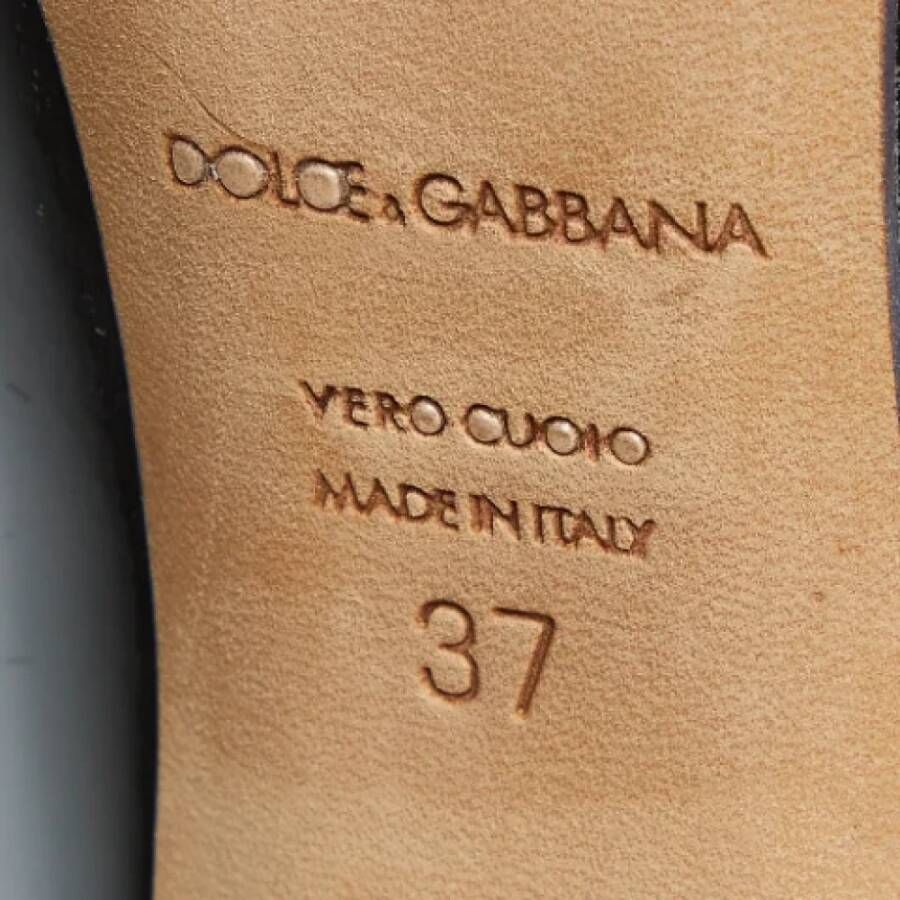 DOLCE & GABBANA
VERO CUOIO
MADE IN ITALY
37